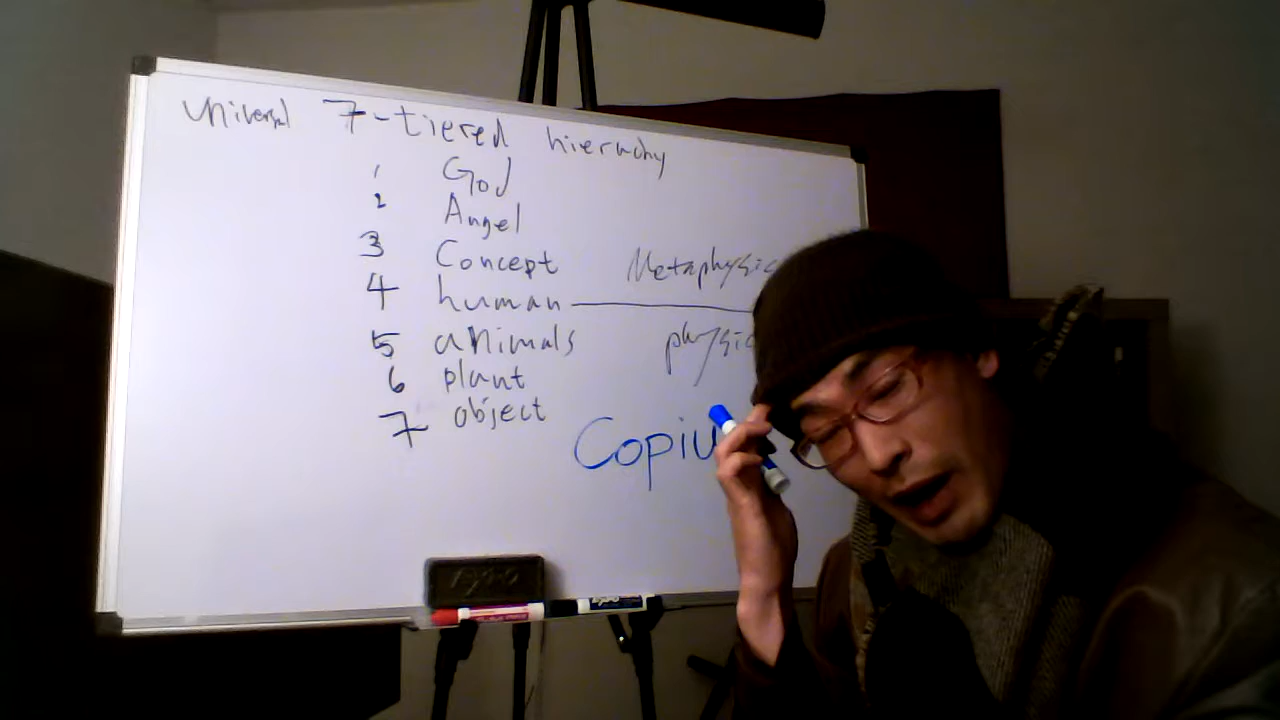 Universal 7-tiered hierarchy
1 God
2 Angel
3 Concept Metaphysic
4 human
5 animals physic
6 plant
7 object
Copiu
EXPO